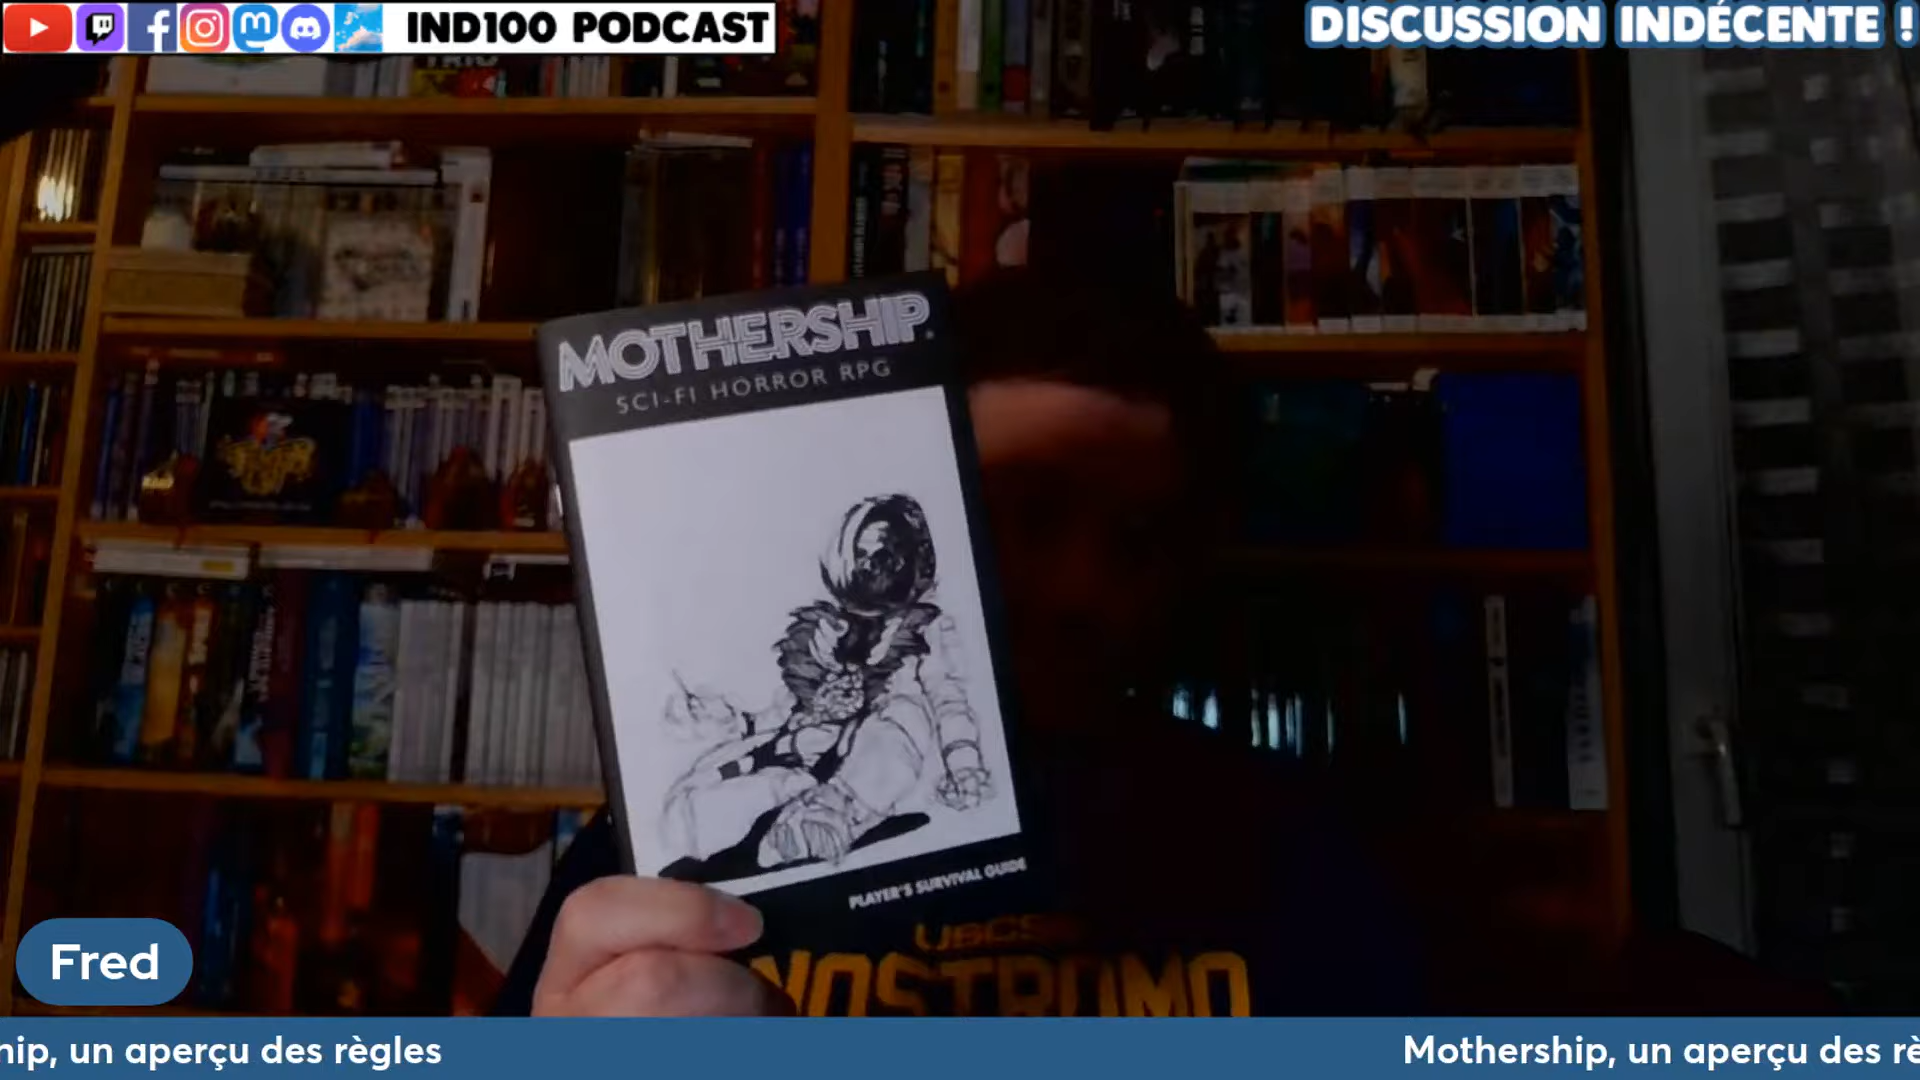 IND100 PODCAST
DISCUSSION INDÉCENTE !
MOTHERSHIP
SCI-FI HORROR RPG
PLAYER'S SURVIVAL GUIDE
NOSTROMO
Fred
hip, un aperçu des règles
Mothership, un aperçu des rè